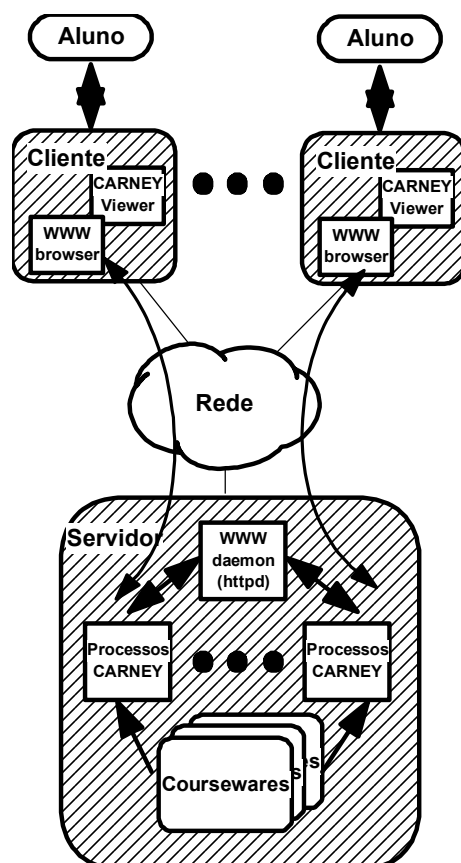 Aluno
Aluno
Cliente
CARNEY
Viewer
WWW
browser
Cliente
CARNEY
Viewer
WWW
browser
Rede
Servidor
WWW
daemon
(httpd)
Processos
CARNEY
Processos
CARNEY
Coursewares